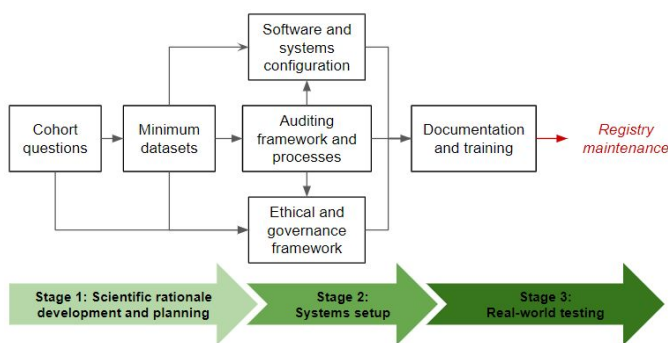 Software and
systems
configuration
Cohort
questions
Minimum
datasets
Auditing
framework and
processes
Documentation
and training
Registry
maintenance
Ethical and
governance
framework
Stage 1: Scientific rationale
development and planning
Stage 2:
Systems setup
Stage 3:
Real-world testing